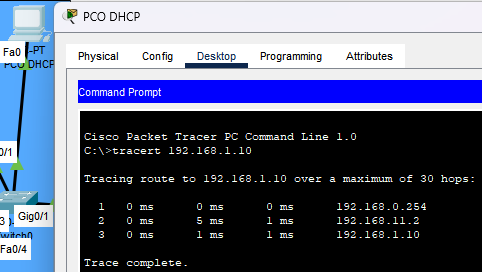 PCO DHCP
Fa0
-PT
PCO DHCP
Physical Config Desktop Programming Attributes
Command Prompt
Cisco Packet Tracer PC Command Line 1.0
C:\>tracert 192.168.1.10
Tracing route to 192.168.1.10 over a maximum of 30 hops:
1 0 ms 0 ms 0 ms 192.168.0.254
2 0 ms 5 ms 1 ms 192.168.11.2
3 0 ms 1 ms 1 ms 192.168.1.10
Trace complete.
0/1
3
Gig0/1
witch0
Fa0/4